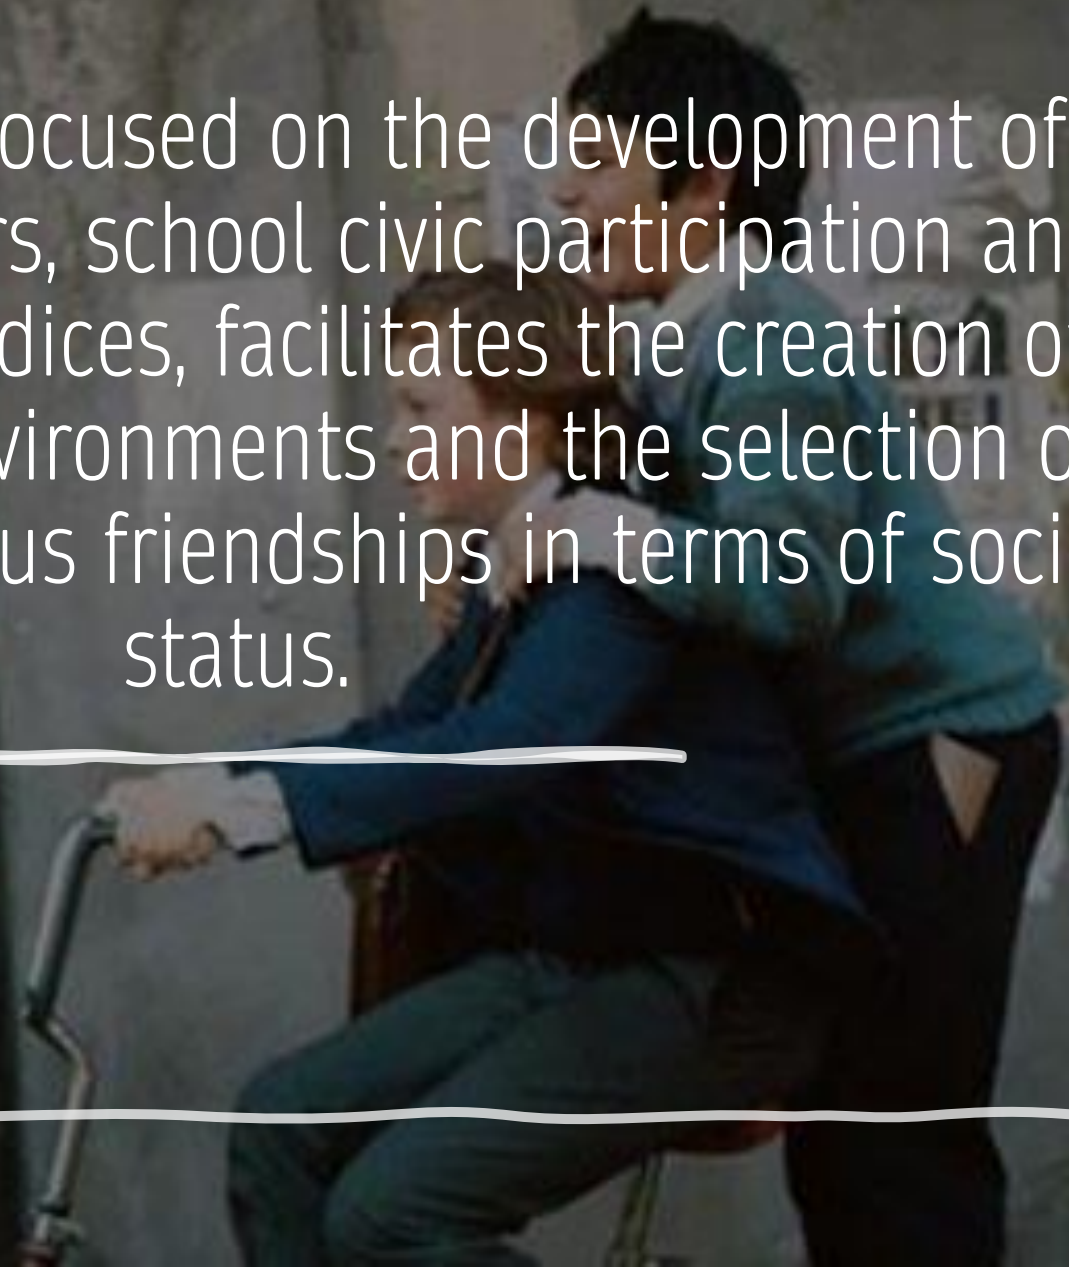 ocused on the development of
rs, school civic participation an
dices, facilitates the creation o
vironments and the selection o
us friendships in terms of soci
status.